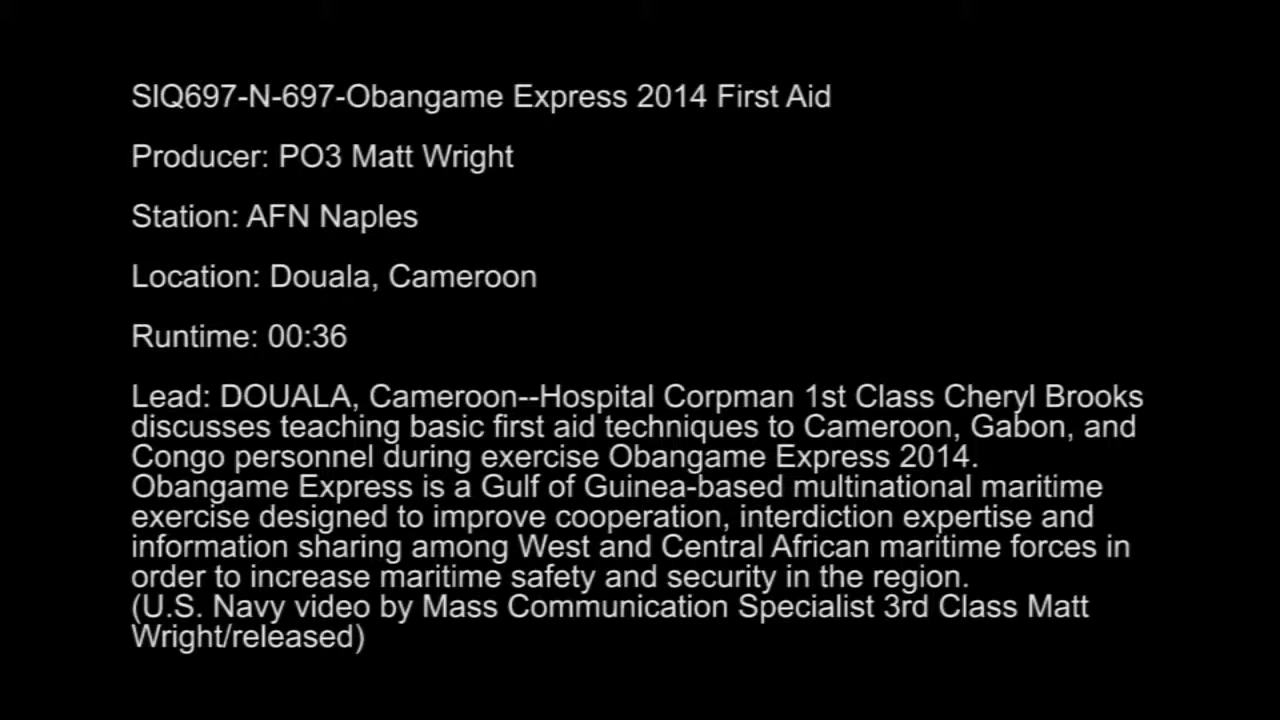 SIQ697-N-697-Obangame Express 2014 First Aid
Producer: PO3 Matt Wright
Station: AFN Naples
Location: Douala, Cameroon
Runtime: 00:36
Lead: DOUALA, Cameroon--Hospital Corpman 1st Class Cheryl Brooks
discusses teaching basic first aid techniques to Cameroon, Gabon, and
Congo personnel during exercise Obangame Express 2014.
Obangame Express is a Gulf of Guinea-based multinational maritime
exercise designed to improve cooperation, interdiction expertise and
information sharing among West and Central African maritime forces in
order to increase maritime safety and security in the region.
(U.S. Navy video by Mass Communication Specialist 3rd Class Matt
Wright/released)